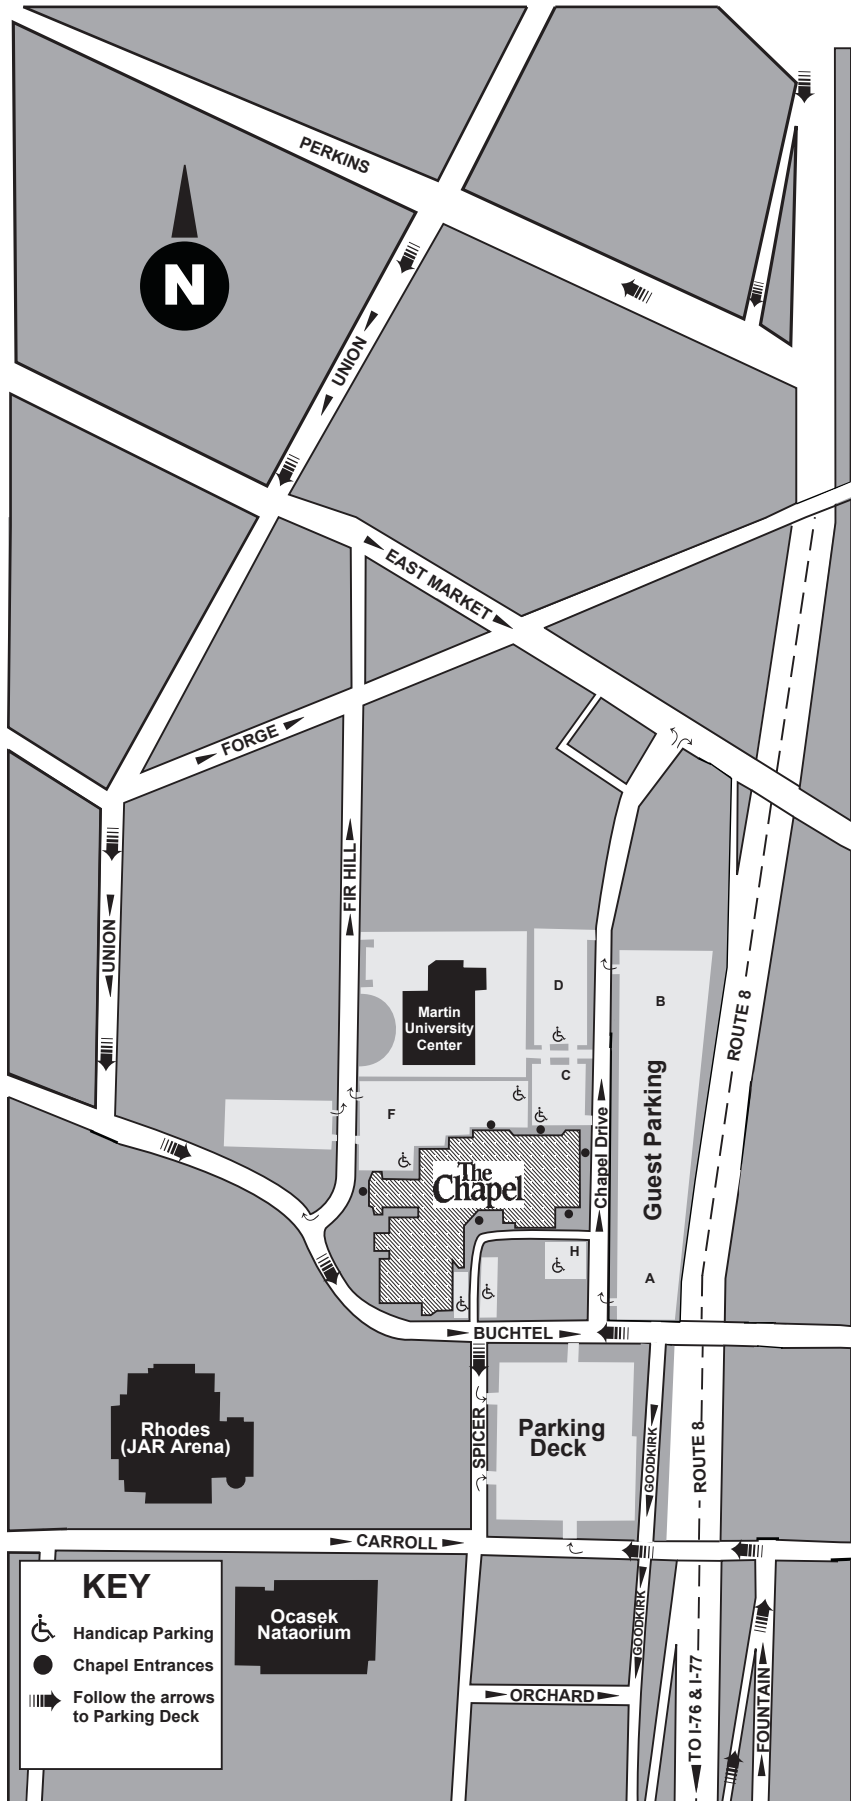 PERKINS
N
UNION
EAST MARKET
FORGE
FIR HILL
UNION
ROUTE 8
D
B
Martin
University
Center
C
F
Guest Parking
Chapel Drive
The
Chapel
H
A
BUCHTEL
Rhodes
(JAR Arena)
SPICER
Parking
Deck
GOODKIRK
ROUTE 8
CARROLL
KEY
Handicap Parking
Chapel Entrances
Follow the arrows
to Parking Deck
Ocasek
Nataorium
GOODKIRK
ORCHARD
TO I-76 & I-77
FOUNTAIN